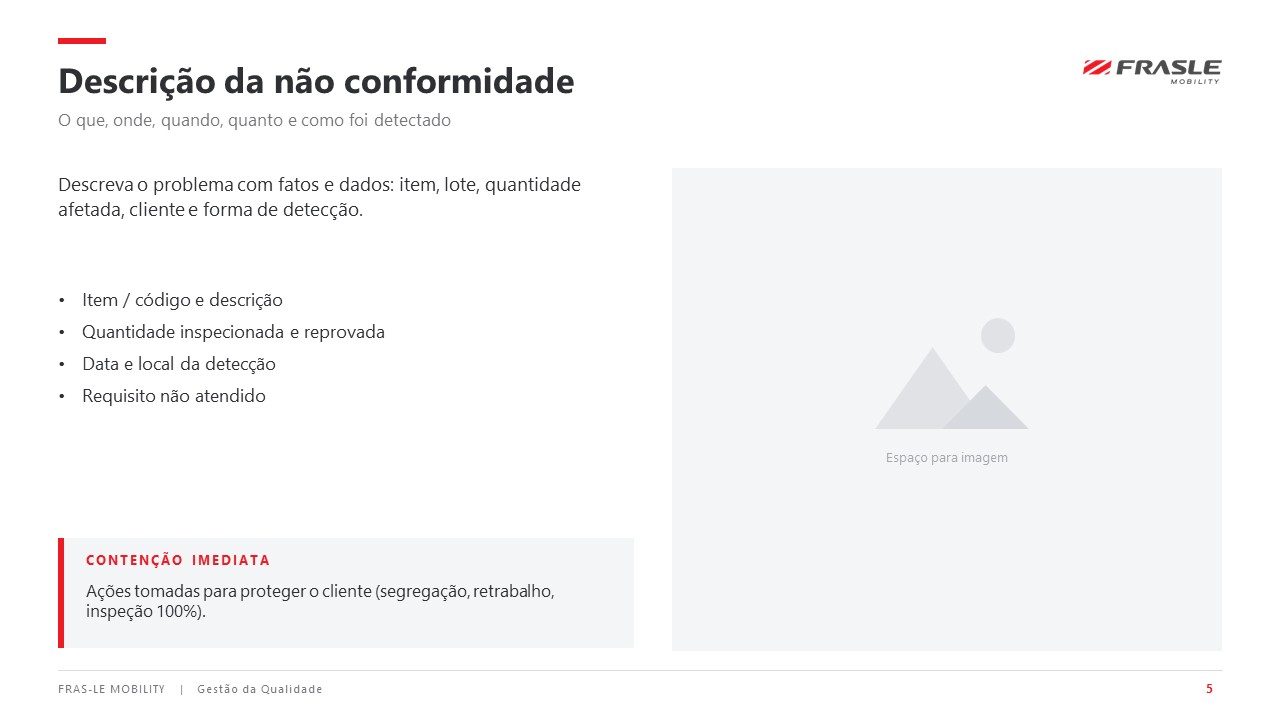 Descrição da não conformidade
FRASLE
MOBILITY
O que, onde, quando, quanto e como foi detectado
Descreva o problema com fatos e dados: item, lote, quantidade
afetada, cliente e forma de detecção.
• Item / código e descrição
• Quantidade inspecionada e reprovada
• Data e local da detecção
• Requisito não atendido
Espaço para imagem
CONTENÇÃO IMEDIATA
Ações tomadas para proteger o cliente (segregação, retrabalho,
inspeção 100%).
FRAS-LE MOBILITY | Gestão da Qualidade
5